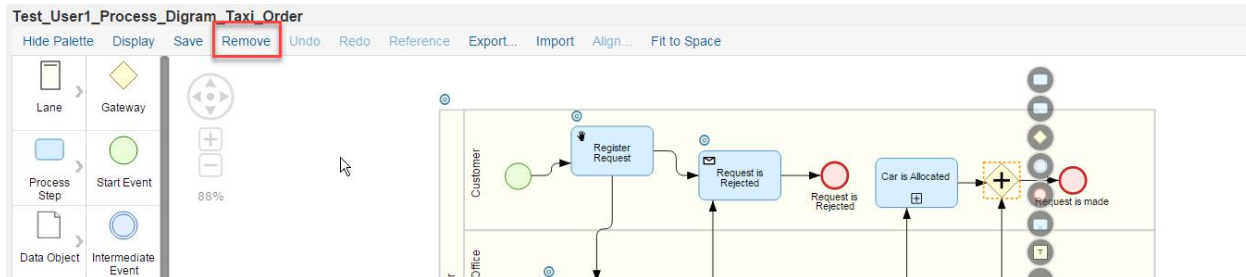 Test_User1_Process_Digram_Taxi_Order
Hide Palette Display Save Remove Undo Redo Reference Export... Import Align... Fit to Space
Lane
Gateway
Process
Step
Start Event
Data Object
Intermediate
Event
88%
Customer
Office
Register
Request
Request is
Rejected
Request is
Rejected
Car is Allocated
Request is made
T